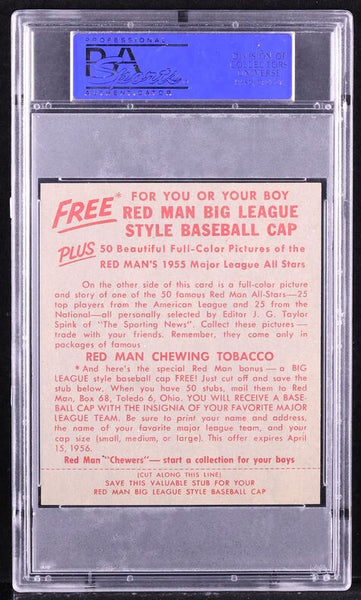 PROFESSIONAL
PSA
Sports
AUTHENTICATOR
DIVISION OF
COLLECTORS
UNIVERSE
FREE* FOR YOU OR YOUR BOY
RED MAN BIG LEAGUE
STYLE BASEBALL CAP
PLUS 50 Beautiful Full-Color Pictures of the
RED MAN'S 1955 Major League All Stars
On the other side of this card is a full-color picture
and story of one of the 50 famous Red Man All-Stars—25
top players from the American League and 25 from the
National—all personally selected by Editor J. G. Taylor
Spink of "The Sporting News". Collect these pictures—
trade with your friends. Remember, they come only in
packages of famous
RED MAN CHEWING TOBACCO
* And here's the special Red Man bonus — a BIG
LEAGUE style baseball cap FREE! Just cut off and save the
stub below. When you have 50 stubs, mail them to Red
Man, Box 68, Toledo 6, Ohio. YOU WILL RECEIVE A BASE-
BALL CAP WITH THE INSIGNIA OF YOUR FAVORITE MAJOR
LEAGUE TEAM. Be sure to print your name and address,
the name of your favorite major league team, and your
cap size (small, medium, or large). This offer expires April
15, 1956.
Red Man "Chewers" — start a collection for your boys
(CUT ALONG THIS LINE)
SAVE THIS VALUABLE STUB FOR YOUR
RED MAN BIG LEAGUE STYLE BASEBALL CAP